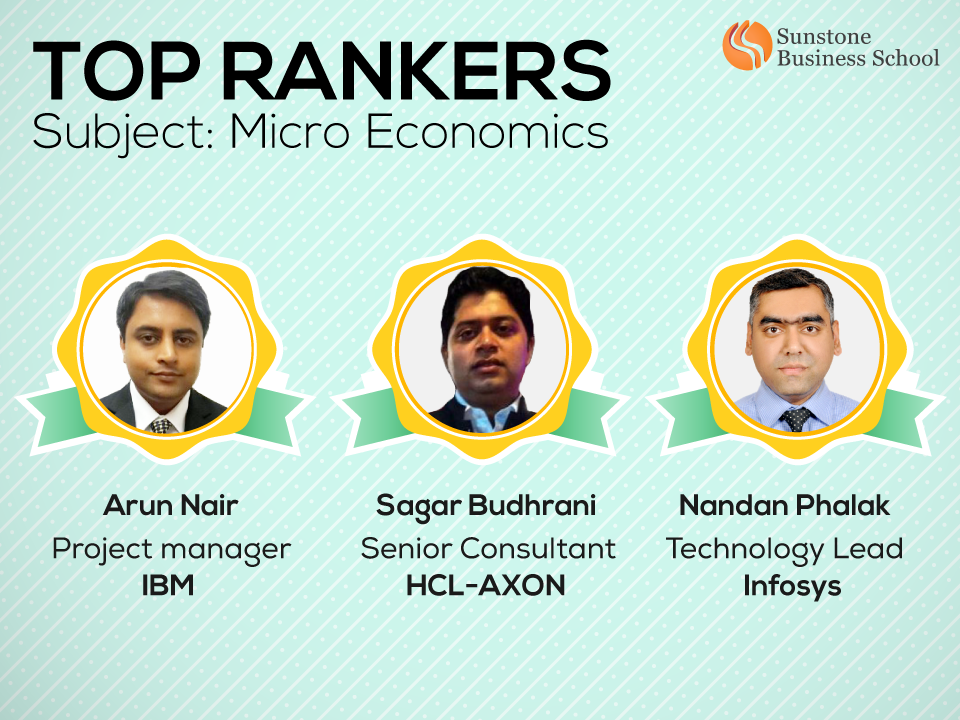 TOP RANKERS
Subject: Micro Economics
Sunstone
Business School
Arun Nair
Project manager
IBM
Sagar Budhrani
Senior Consultant
HCL-AXON
Nandan Phalak
Technology Lead
Infosys